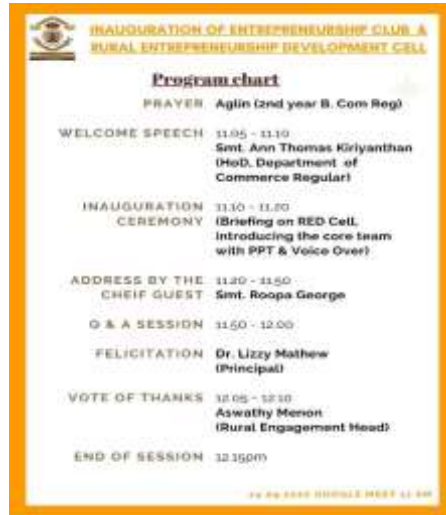 INAUGURATION OF ENTREPRENEURSHIP CLUB &
RURAL ENTREPRENEURSHIP DEVELOPMENT CELL
Program chart
PRAYER Aglin (2nd year B. Com Reg)
WELCOME SPEECH 11.05 - 11.10
Smt. Ann Thomas Kiriyanthan
(HoD, Department of
Commerce Regular)
INAUGURATION 11.10 - 11.20
CEREMONY (Briefing on RED Cell,
introducing the core team
with PPT & Voice Over)
ADDRESS BY THE 11.20 - 11.50
CHEIF GUEST Smt. Roopa George
Q & A SESSION 11.50 - 12.00
FELICITATION Dr. Lizzy Mathew
(Principal)
VOTE OF THANKS 12.05 - 12.10
Aswathy Menon
(Rural Engagement Head)
END OF SESSION 12.15pm
GOOGLE MEET 11 AM